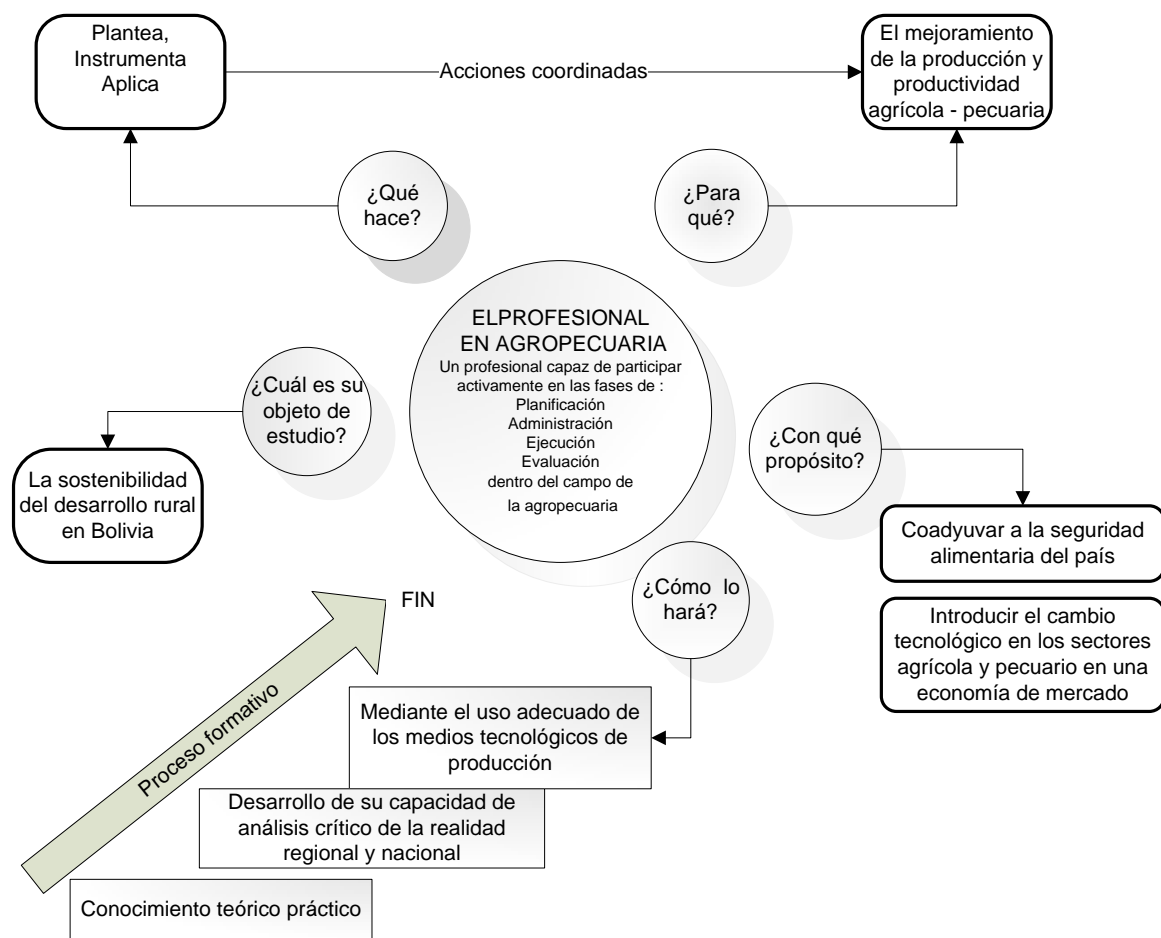 Plantea,
Instrumenta
Aplica
Acciones coordinadas
El mejoramiento
de la producción y
productividad
agrícola - pecuaria
¿Qué
hace?
¿Para
qué?
ELPROFESIONAL
EN AGROPECUARIA
Un profesional capaz de participar
activamente en las fases de :
Planificación
Administración
Ejecución
Evaluación
dentro del campo de
la agropecuaria
¿Cuál es su
objeto de
estudio?
¿Con qué
propósito?
La sostenibilidad
del desarrollo rural
en Bolivia
Coadyuvar a la seguridad
alimentaria del país
¿Cómo lo
hará?
FIN
Introducir el cambio
tecnológico en los sectores
agrícola y pecuario en una
economía de mercado
Proceso formativo
Mediante el uso adecuado de
los medios tecnológicos de
producción
Desarrollo de su capacidad de
análisis crítico de la realidad
regional y nacional
Conocimiento teórico práctico